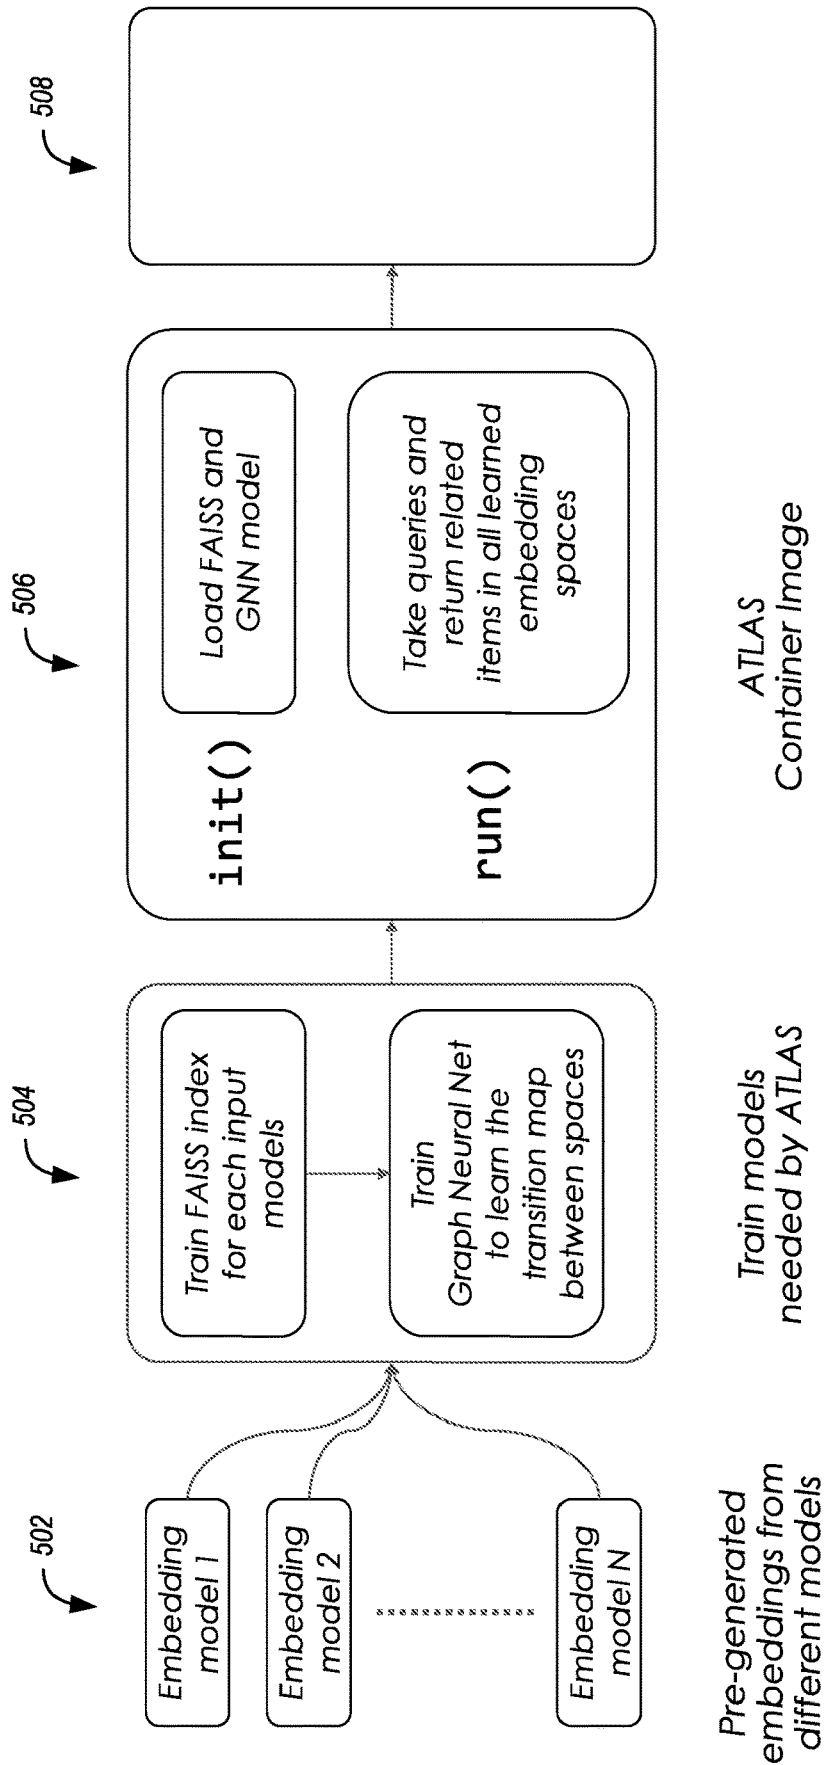 502
504
506
508
Embedding
model 1
Embedding
model 2
Embedding
model N
Train FAISS index
for each input
models
Train
Graph Neural Net
to learn the
transition map
between spaces
init()
Load FAISS and
GNN model
run()
Take queries and
return related
items in all learned
embedding
spaces
Pre-generated
embeddings from
different models
Train models
needed by ATLAS
ATLAS
Container Image